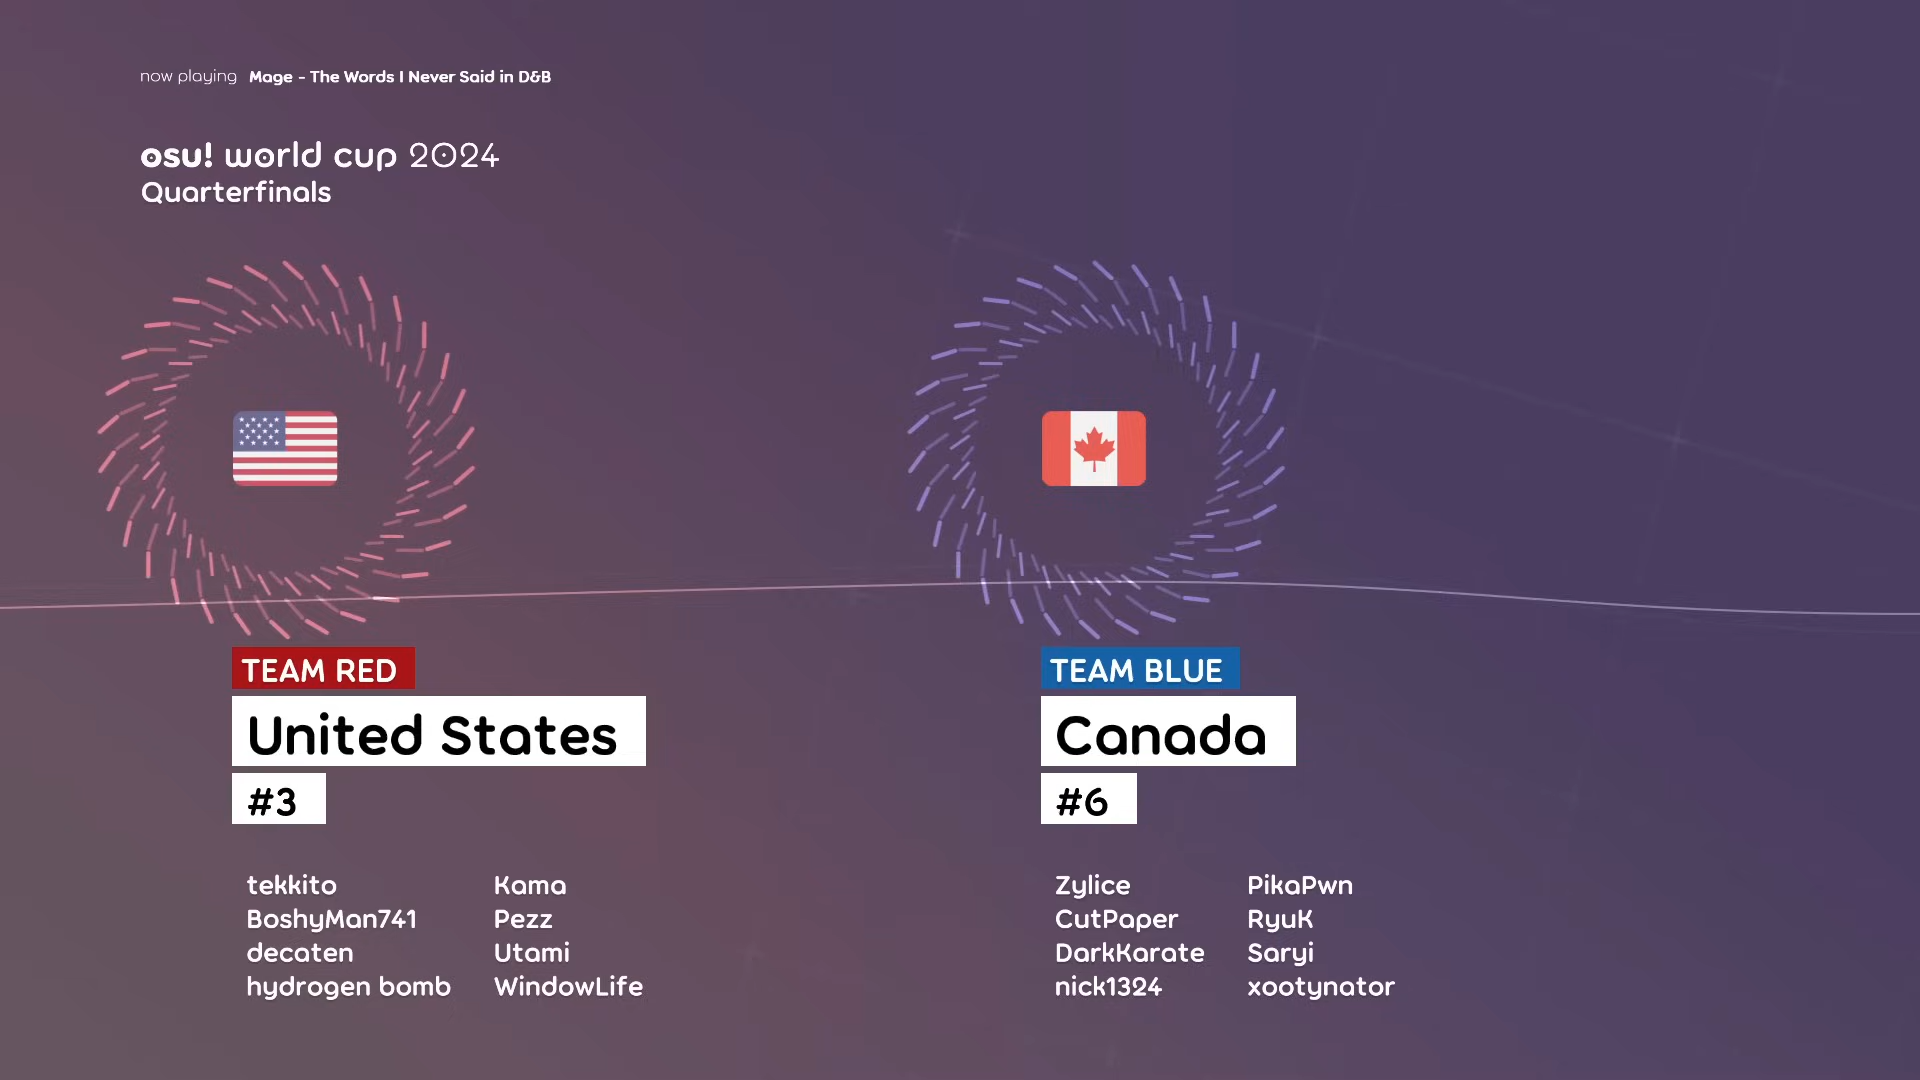 now playing Mage - The Words I Never Said in D&B
osu! world cup 2024
Quarterfinals
TEAM RED
United States
#3
tekkito
BoshyMan741
decaten
hydrogen bomb
Kama
Pezz
Utami
WindowLife
TEAM BLUE
Canada
#6
Zylice
CutPaper
DarkKarate
nick1324
PikaPwn
RyuK
Saryi
xootynator